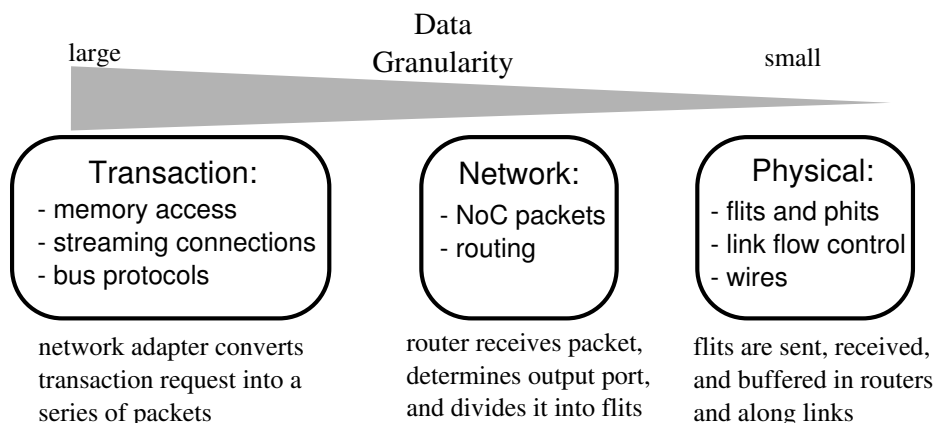 Data
Granularity
large
small
Transaction:
- memory access
- streaming connections
- bus protocols
network adapter converts
transaction request into a
series of packets
Network:
- NoC packets
- routing
router receives packet,
determines output port,
and divides it into flits
Physical:
- flits and phits
- link flow control
- wires
flits are sent, received,
and buffered in routers
and along links